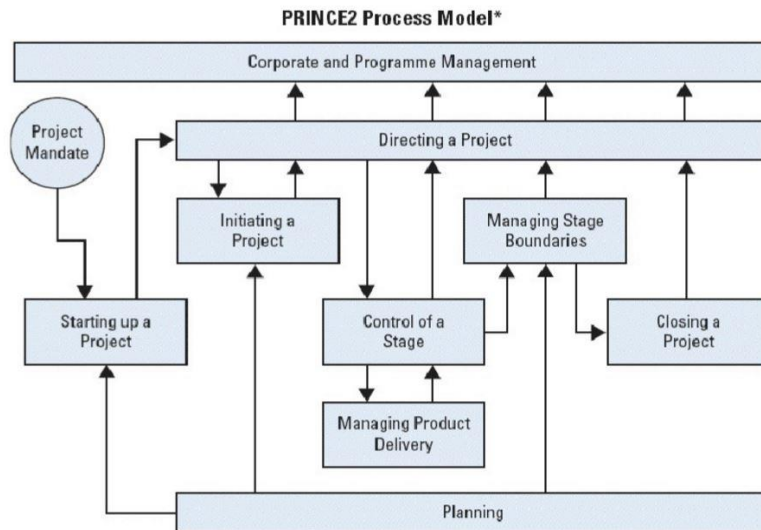 PRINCE2 Process Model*
Corporate and Programme Management
Project
Mandate
Directing a Project
Initiating a
Project
Managing Stage
Boundaries
Starting up a
Project
Control of a
Stage
Closing a
Project
Managing Product
Delivery
Planning